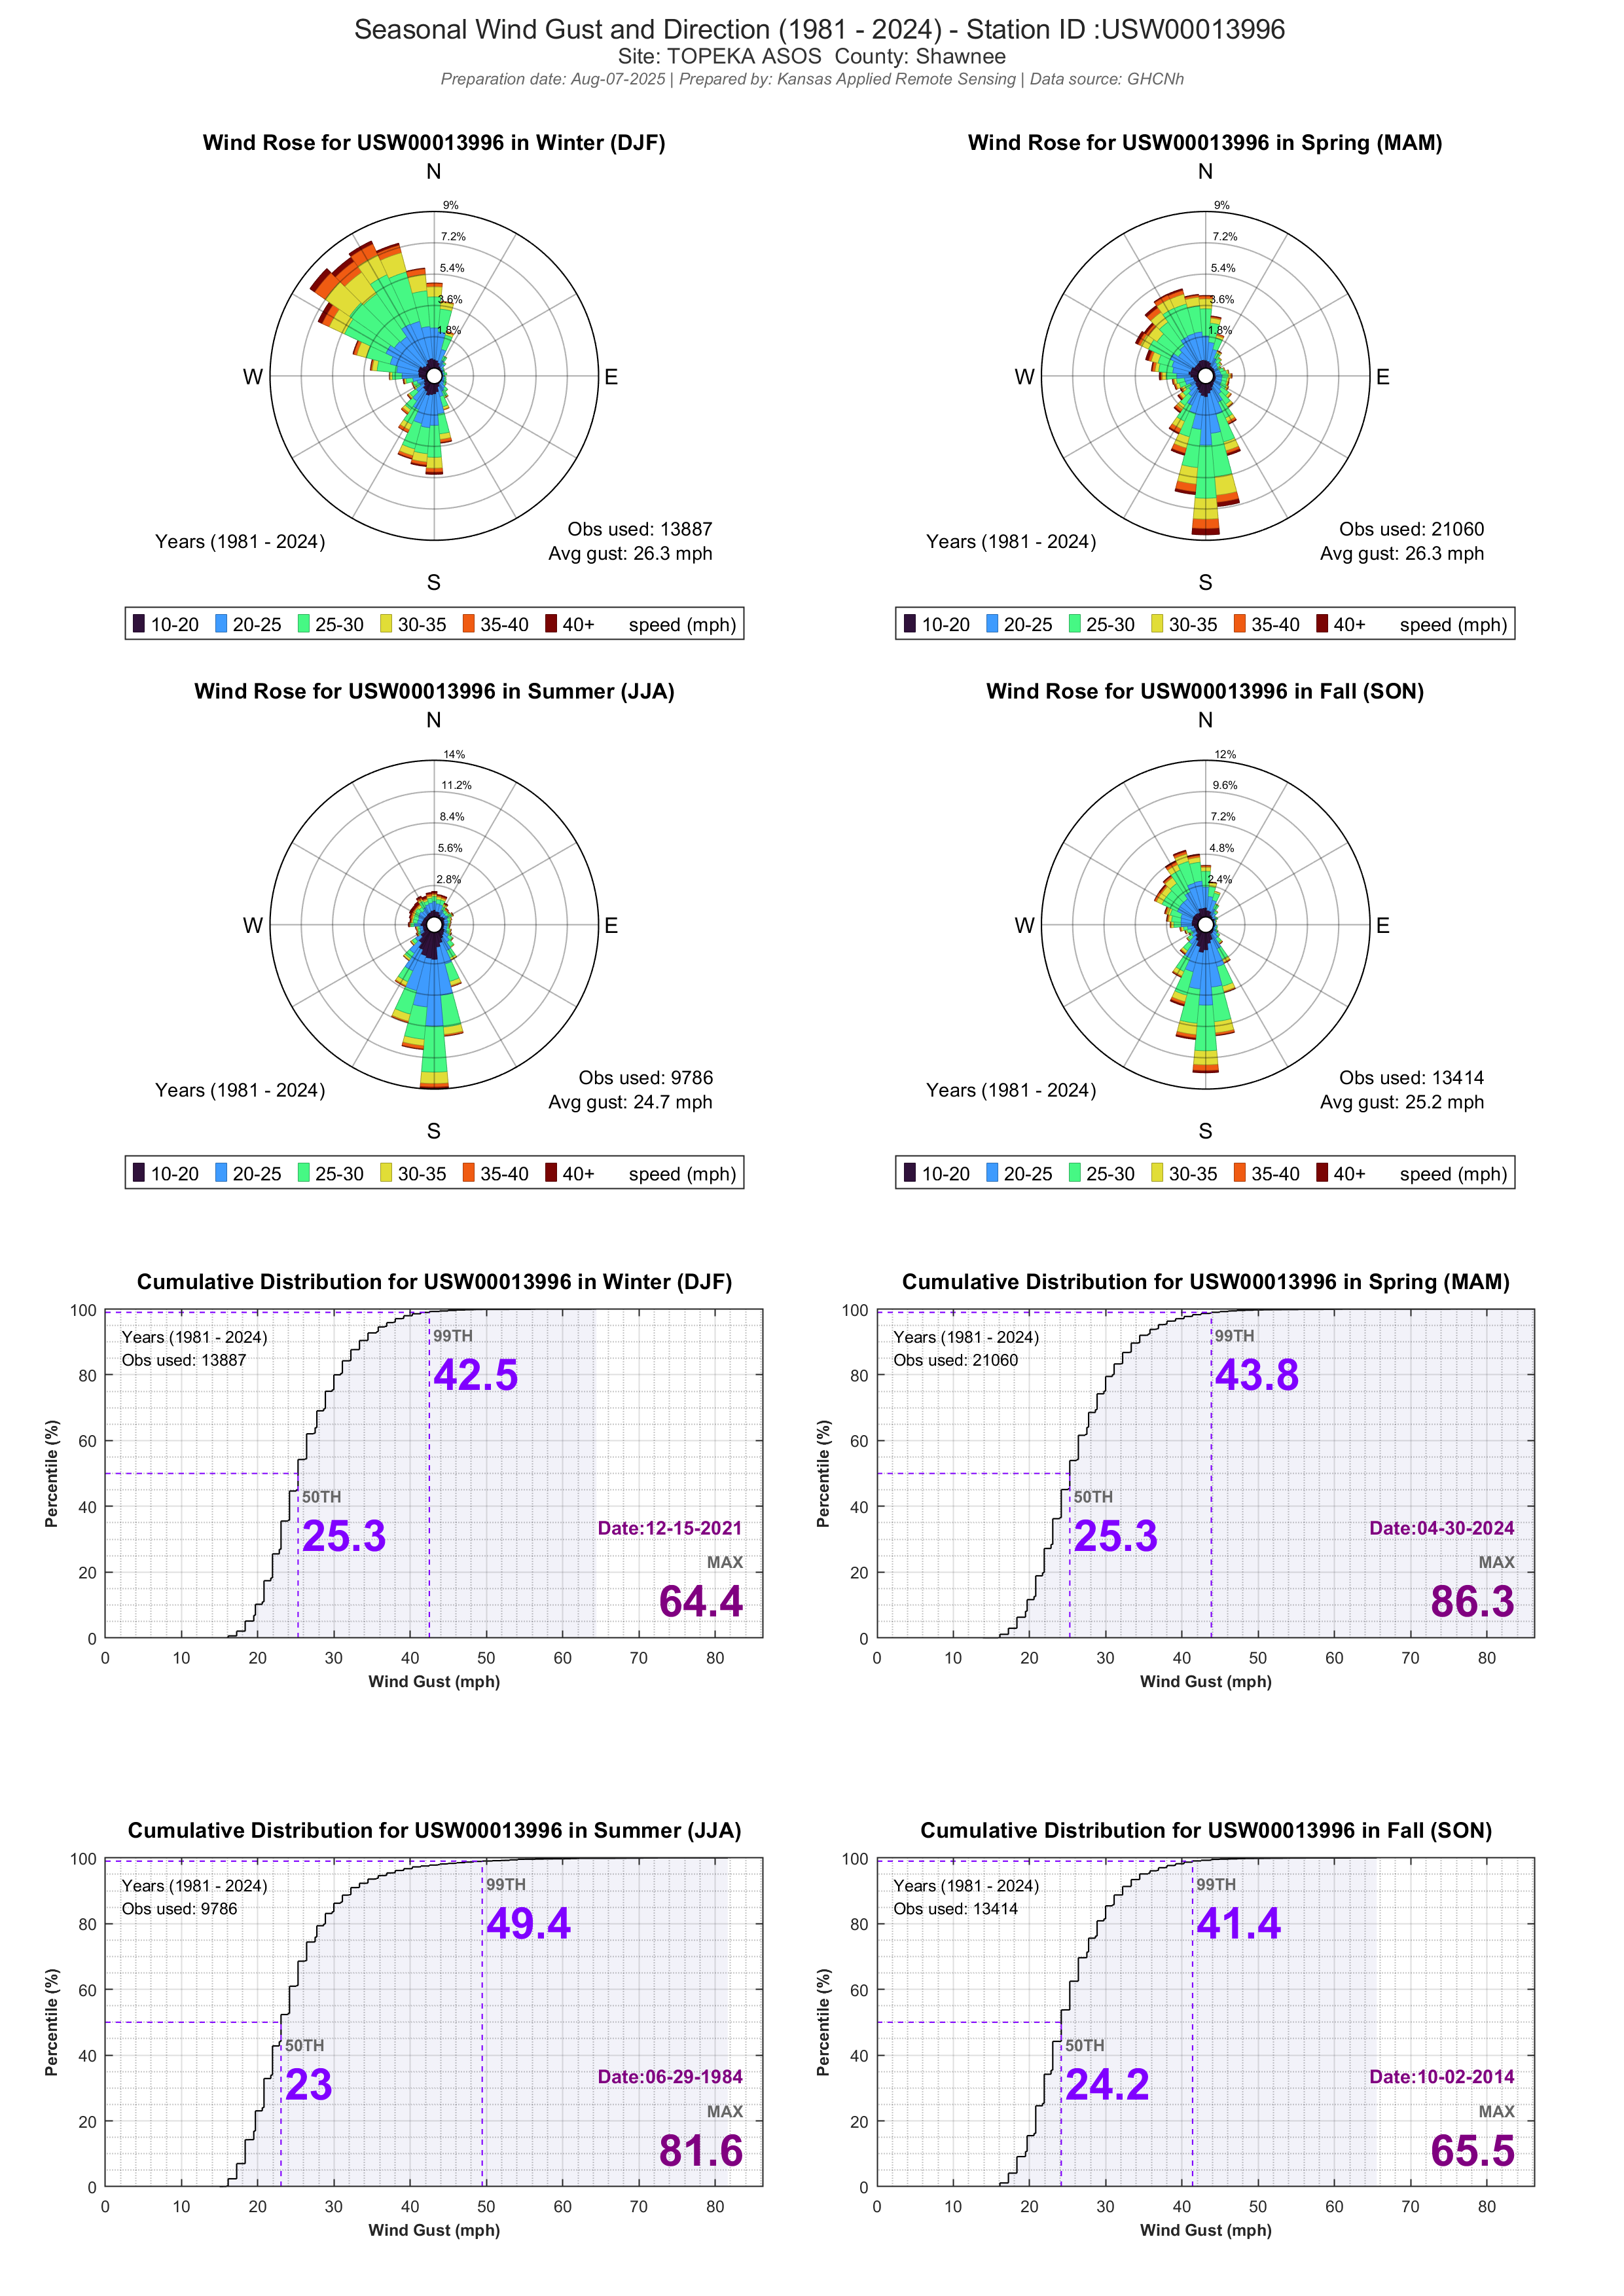 Seasonal Wind Gust and Direction (1981 - 2024) - Station ID :USW00013996
Site: TOPEKA ASOS  County: Shawnee
Preparation date: Aug-07-2025 | Prepared by: Kansas Applied Remote Sensing | Data source: GHCNh
Wind Rose for USW00013996 in Winter (DJF)
N
9%
7.2%
5.4%
3.6%
1.8%
W
E
Years (1981 - 2024)
Obs used: 13887
Avg gust: 26.3 mph
S
10-20 20-25 25-30 30-35 35-40 40+ speed (mph)
Wind Rose for USW00013996 in Spring (MAM)
N
9%
7.2%
5.4%
3.6%
1.8%
W
E
Years (1981 - 2024)
Obs used: 21060
Avg gust: 26.3 mph
S
10-20 20-25 25-30 30-35 35-40 40+ speed (mph)
Wind Rose for USW00013996 in Summer (JJA)
N
14%
11.2%
8.4%
5.6%
2.8%
W
E
Years (1981 - 2024)
Obs used: 9786
Avg gust: 24.7 mph
S
10-20 20-25 25-30 30-35 35-40 40+ speed (mph)
Wind Rose for USW00013996 in Fall (SON)
N
12%
9.6%
7.2%
4.8%
2.4%
W
E
Years (1981 - 2024)
Obs used: 13414
Avg gust: 25.2 mph
S
10-20 20-25 25-30 30-35 35-40 40+ speed (mph)
Cumulative Distribution for USW00013996 in Winter (DJF)
100
80
60
40
20
0
Percentile (%)
Years (1981 - 2024)
Obs used: 13887
99TH
42.5
50TH
25.3
Date:12-15-2021
MAX
64.4
0 10 20 30 40 50 60 70 80
Wind Gust (mph)
Cumulative Distribution for USW00013996 in Spring (MAM)
100
80
60
40
20
0
Percentile (%)
Years (1981 - 2024)
Obs used: 21060
99TH
43.8
50TH
25.3
Date:04-30-2024
MAX
86.3
0 10 20 30 40 50 60 70 80
Wind Gust (mph)
Cumulative Distribution for USW00013996 in Summer (JJA)
100
80
60
40
20
0
Percentile (%)
Years (1981 - 2024)
Obs used: 9786
99TH
49.4
50TH
23
Date:06-29-1984
MAX
81.6
0 10 20 30 40 50 60 70 80
Wind Gust (mph)
Cumulative Distribution for USW00013996 in Fall (SON)
100
80
60
40
20
0
Percentile (%)
Years (1981 - 2024)
Obs used: 13414
99TH
41.4
50TH
24.2
Date:10-02-2014
MAX
65.5
0 10 20 30 40 50 60 70 80
Wind Gust (mph)